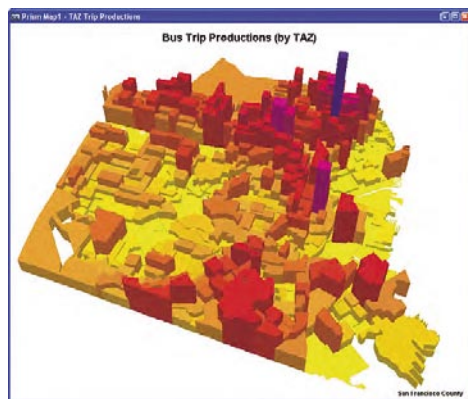 Prism Map1 - TAZ Trip Productions
Bus Trip Productions (by TAZ)
San Francisco County